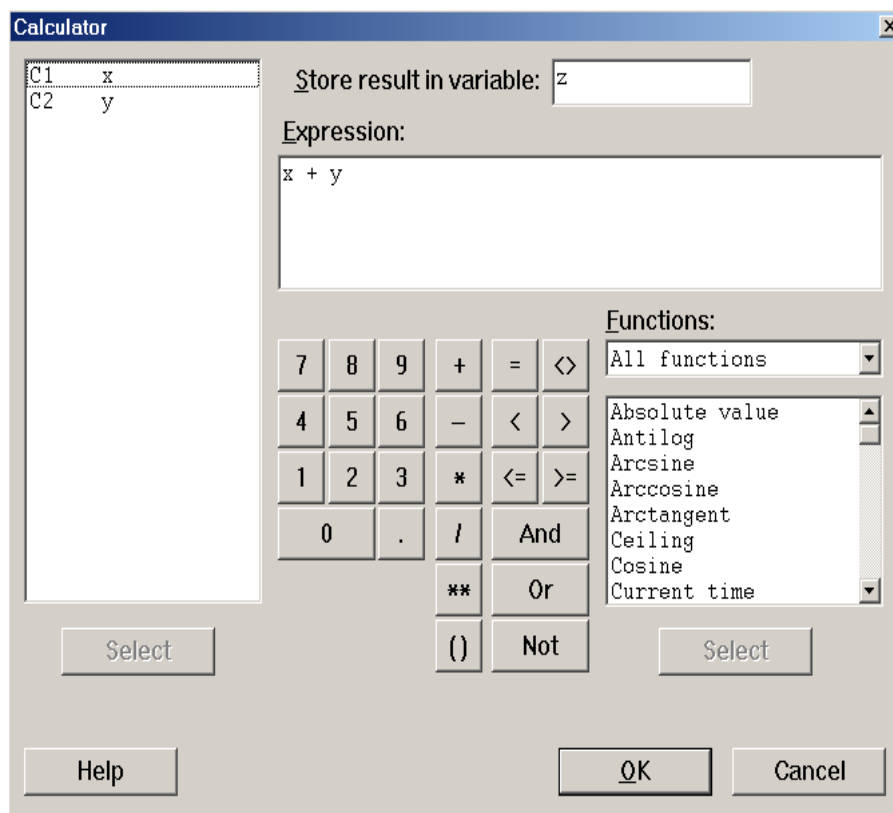 Calculator
C1 x
C2 y
Store result in variable: z
Expression:
x + y
Functions:
All functions
7 8 9 + = <>
4 5 6 – < >
1 2 3 * <= >=
0 . / And
** Or
() Not
Absolute value
Antilog
Arcsine
Arccosine
Arctangent
Ceiling
Cosine
Current time
Select
Select
Help
OK
Cancel